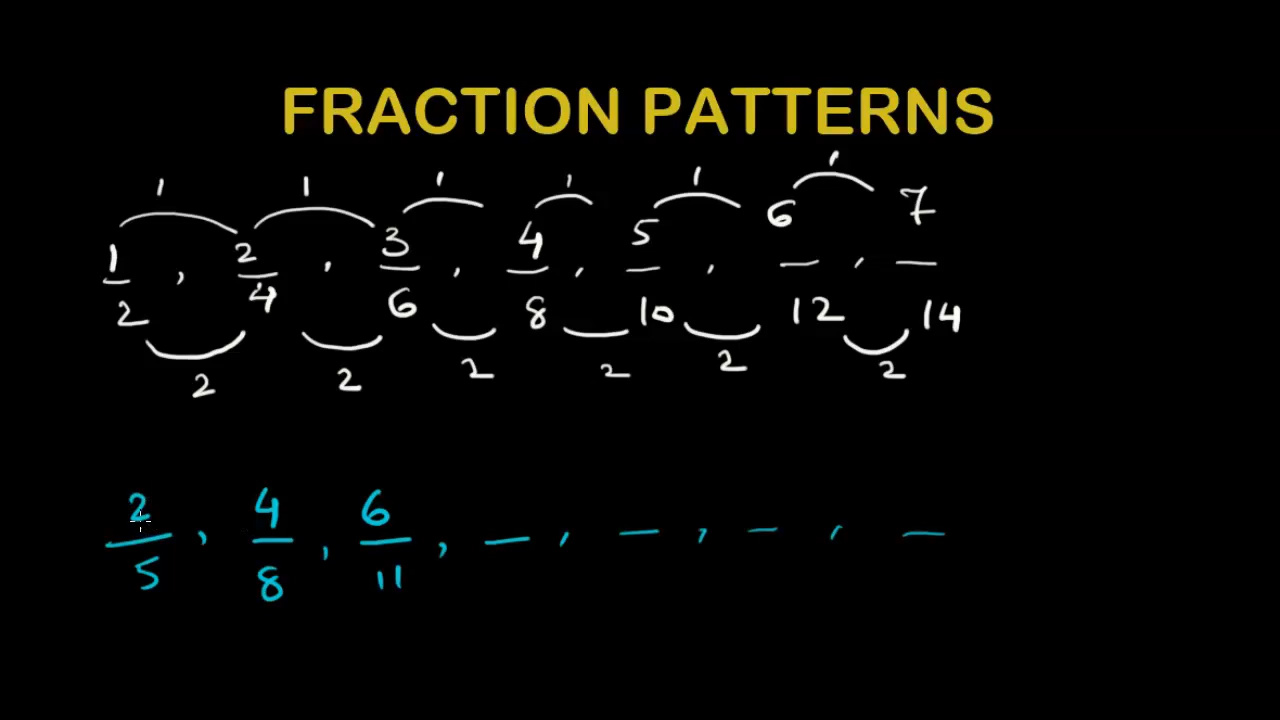 FRACTION PATTERNS
1 1 1 1 1 1
1/2 , 2/4 , 3/6 , 4/8 , 5/10 , 6/12 , 7/14
2 2 2 2 2 2
2/5 , 4/8 , 6/11 , — , — , — , —